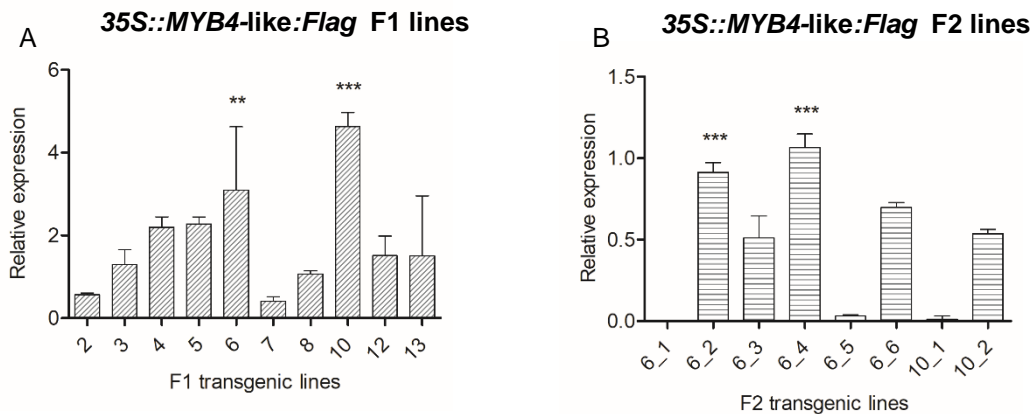 35S::MYB4-like:Flag F1 lines
A
Relative expression
6
4
2
0
**
***
2 3 4 5 6 7 8 10 12 13
F1 transgenic lines
35S::MYB4-like:Flag F2 lines
B
Relative expression
1.5
1.0
0.5
0.0
***
***
6_1 6_2 6_3 6_4 6_5 6_6 10_1 10_2
F2 transgenic lines